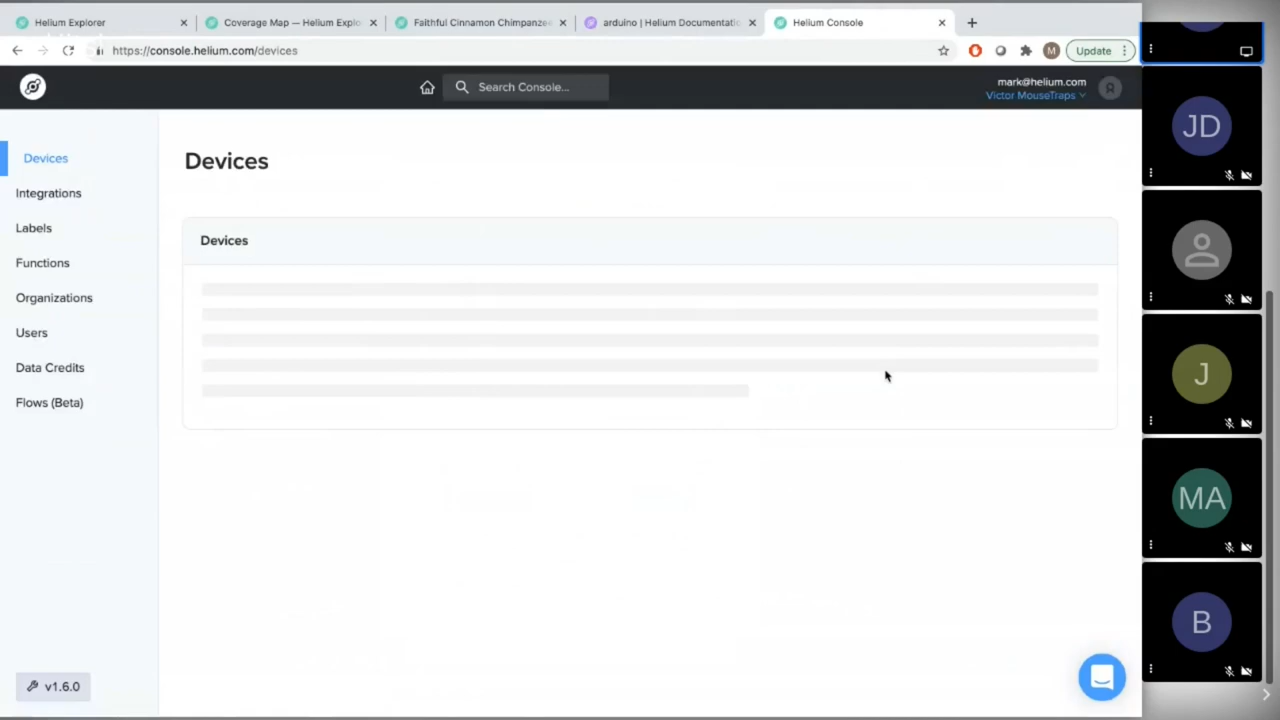 Helium Explorer
Coverage Map — Helium Explo
Faithful Cinnamon Chimpanzee
arduino | Helium Documentatio
Helium Console
https://console.helium.com/devices
M
Update
Search Console...
mark@helium.com
Victor MouseTraps
R
Devices
Integrations
Labels
Functions
Organizations
Users
Data Credits
Flows (Beta)
v1.6.0
Devices
Devices
JD
J
MA
B